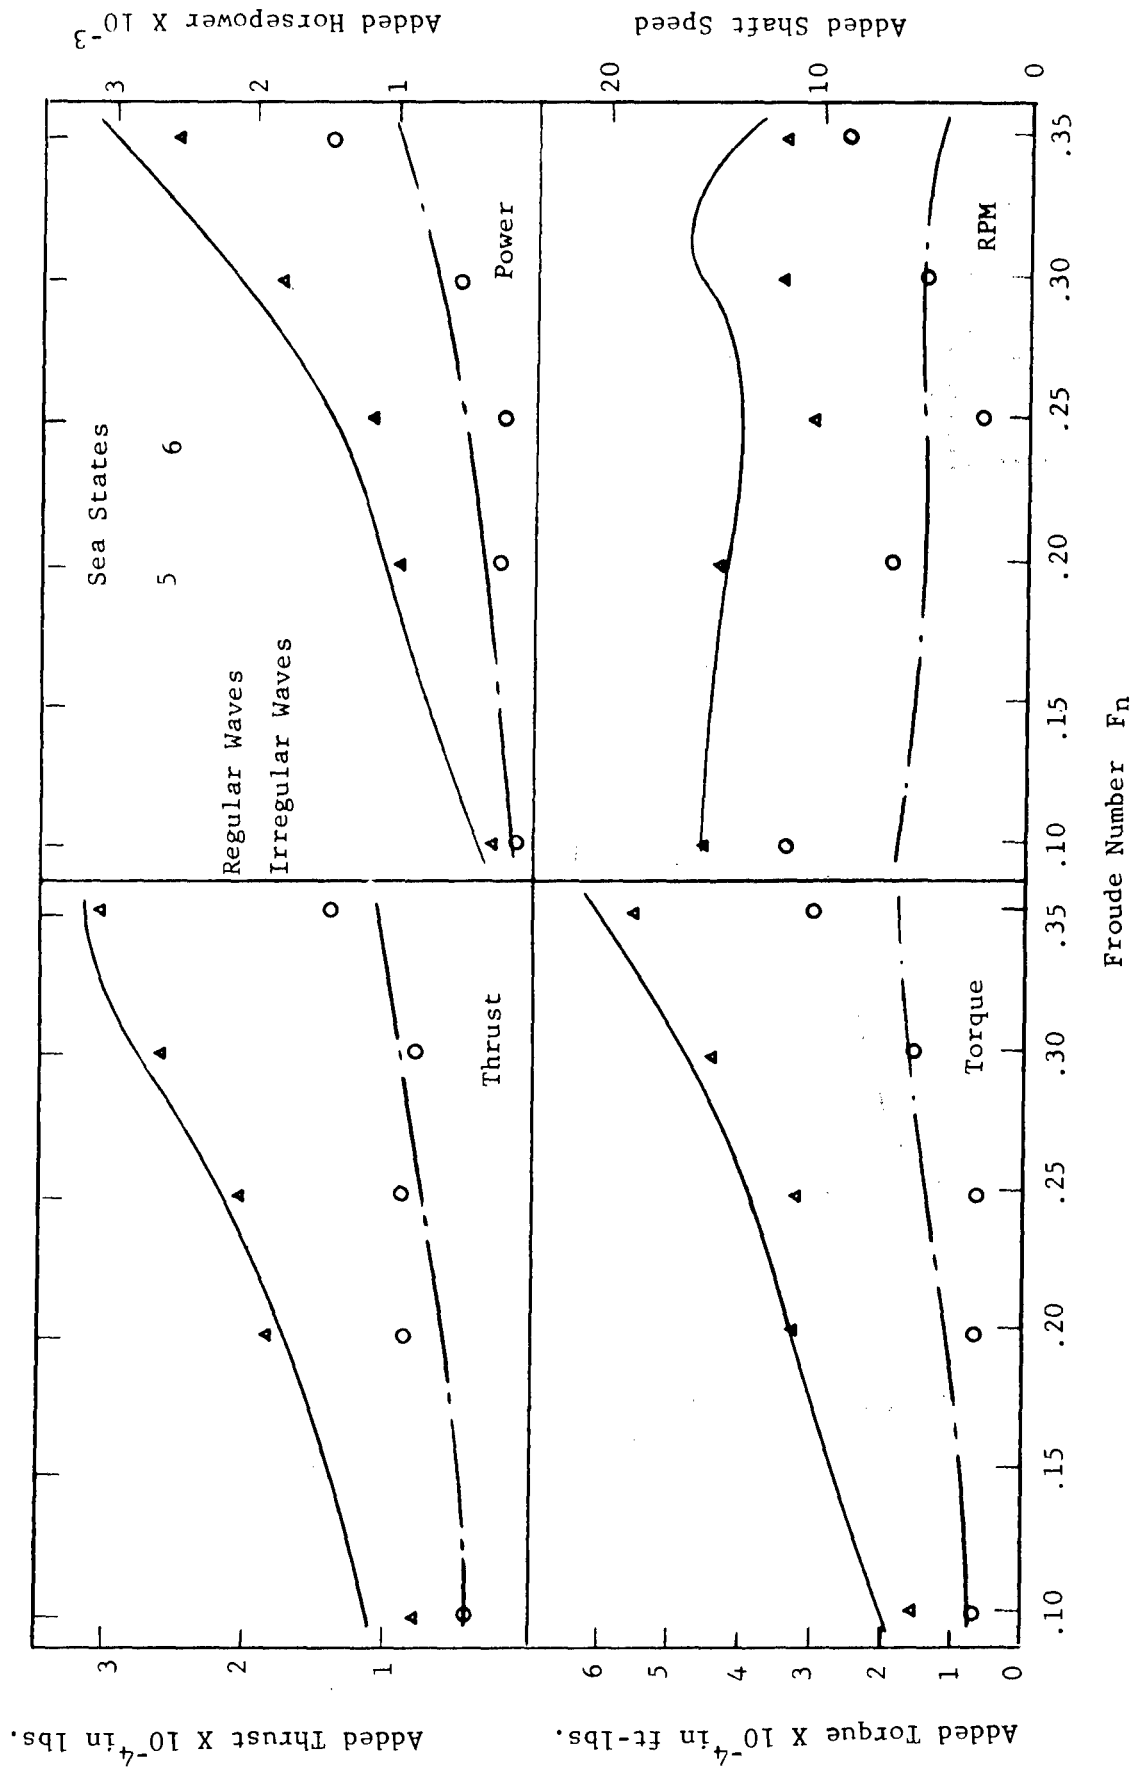 Added Thrust X 10-4 in lbs.
3
2
1
Thrust
Sea States
5 6
Regular Waves
Irregular Waves
Power
Added Horsepower X 10-3
3
2
1
Added Torque X 10-4 in ft-lbs.
6
5
4
3
2
1
0
Torque
.10 .15 .20 .25 .30 .35
RPM
.10 .15 .20 .25 .30 .35
Added Shaft Speed
20
10
0
Froude Number Fn